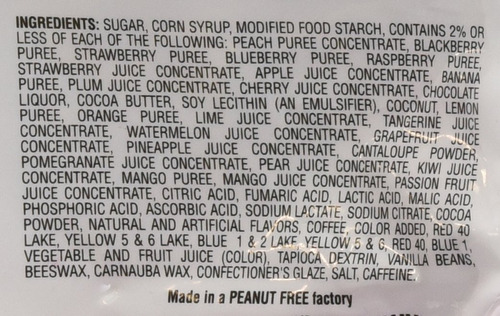 INGREDIENTS: SUGAR, CORN SYRUP, MODIFIED FOOD STARCH, CONTAINS 2% OR
LESS OF EACH OF THE FOLLOWING: PEACH PUREE CONCENTRATE, BLACKBERRY
PUREE, STRAWBERRY PUREE, BLUEBERRY PUREE, RASPBERRY PUREE,
STRAWBERRY JUICE CONCENTRATE, APPLE JUICE CONCENTRATE, BANANA
PUREE, PLUM JUICE CONCENTRATE, CHERRY JUICE CONCENTRATE, CHOCOLATE
LIQUOR, COCOA BUTTER, SOY LECITHIN (AN EMULSIFIER), COCONUT, LEMON
PUREE, ORANGE PUREE, LIME JUICE CONCENTRATE, TANGERINE JUICE
CONCENTRATE, WATERMELON JUICE CONCENTRATE, GRAPEFRUIT JUICE
CONCENTRATE, PINEAPPLE JUICE CONCENTRATE, CANTALOUPE POWDER,
POMEGRANATE JUICE CONCENTRATE, PEAR JUICE CONCENTRATE, KIWI JUICE
CONCENTRATE, MANGO PUREE, MANGO JUICE CONCENTRATE, PASSION FRUIT
JUICE CONCENTRATE, CITRIC ACID, FUMARIC ACID, LACTIC ACID, MALIC ACID,
PHOSPHORIC ACID, ASCORBIC ACID, SODIUM LACTATE, SODIUM CITRATE, COCOA
POWDER, NATURAL AND ARTIFICIAL FLAVORS, COFFEE, COLOR ADDED, RED 40
LAKE, YELLOW 5 & 6 LAKE, BLUE 1 & 2 LAKE, YELLOW 5 & 6, RED 40, BLUE 1,
VEGETABLE AND FRUIT JUICE (COLOR), TAPIOCA DEXTRIN, VANILLA BEANS,
BEESWAX, CARNAUBA WAX, CONFECTIONER'S GLAZE, SALT, CAFFEINE.
Made in a PEANUT FREE factory